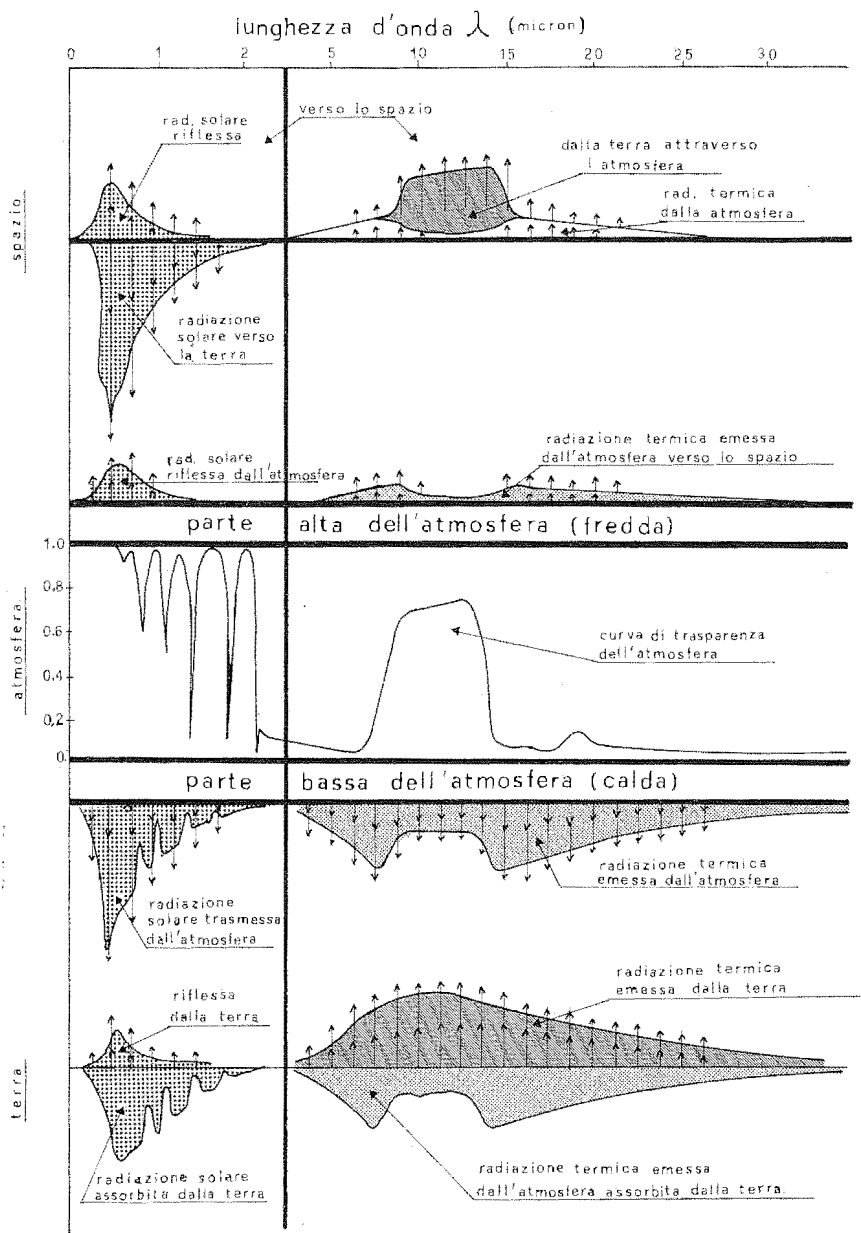 lunghezza d'onda λ (micron)
0 1 2 5 10 15 20 25 30
rad. solare
riflessa
verso lo spazio
dalla terra attraverso
l'atmosfera
rad. termica
dalla atmosfera
spazio
radiazione
solare verso
la terra
rad. solare
riflessa dall'atmosfera
radiazione termica emessa
dall'atmosfera verso lo spazio
parte alta dell'atmosfera (fredda)
1.0
0,8
0,6
0,4
0,2
0.
atmosfera
curva di trasparenza
dell'atmosfera
parte bassa dell'atmosfera (calda)
radiazione termica
emessa dall'atmosfera
radiazione
solare trasmessa
dall'atmosfera
riflessa
dalla terra
radiazione termica
emessa dalla terra
terra
radiazione solare
assorbita dalla terra
radiazione termica emessa
dall'atmosfera assorbita dalla terra.